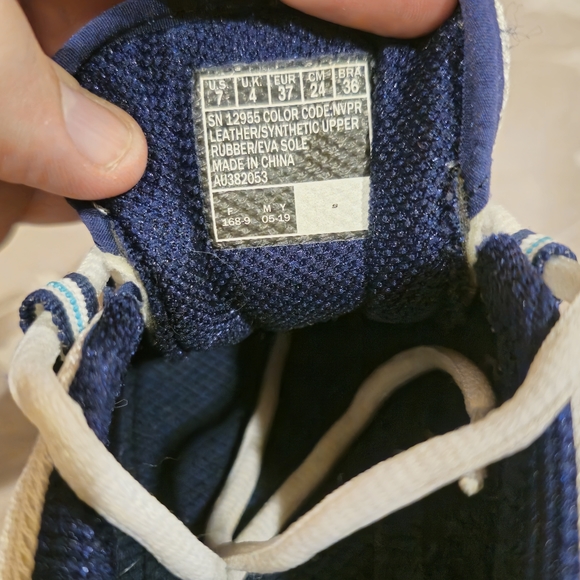 U.S. U.K. EUR CM BRA
7 4 37 24 36
SN 12955 COLOR CODE:NVPR
LEATHER/SYNTHETIC UPPER
RUBBER/EVA SOLE
MADE IN CHINA
AU382053
F M Y
168-9 05-19